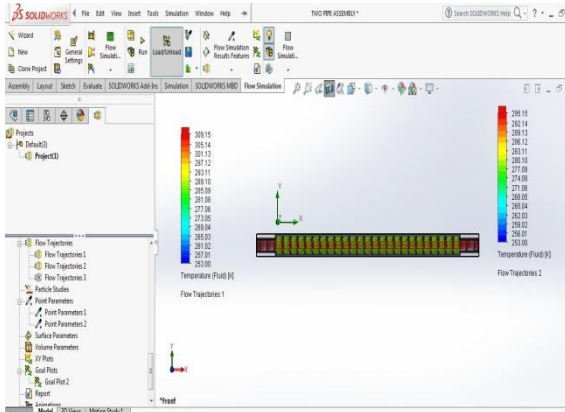 SOLIDWORKS File Edit View Insert Tools Simulation Window Help TWO PIPE ASSEMBLY * Search SOLIDWORKS Help
Wizard
New
Clone Project
General Settings
Flow Simulati...
Run
Load/Unload
Flow Simulation Results Features
Flow Simulati...
Assembly Layout Sketch Evaluate SOLIDWORKS Add-Ins Simulation SOLIDWORKS MBD Flow Simulation
Projects
Default(3)
Project(1)
Flow Trajectories
Flow Trajectories 1
Flow Trajectories 2
Flow Trajectories 3
Particle Studies
Point Parameters
Point Parameters 1
Point Parameters 2
Surface Parameters
Volume Parameters
XY Plots
Goal Plots
Goal Plot 2
Report
Animations
309.15
305.14
301.13
297.12
293.11
289.10
285.09
281.08
277.06
273.05
269.04
265.03
261.02
257.01
253.00
Temperature (Fluid) [K]
Flow Trajectories 1
Y
X
295.15
292.14
289.13
286.12
283.11
280.10
277.09
274.08
271.08
268.05
265.04
262.03
259.02
256.01
253.00
Temperature (Fluid) [K]
Flow Trajectories 2
Y
*Front
Model 3D Views Motion Study 1